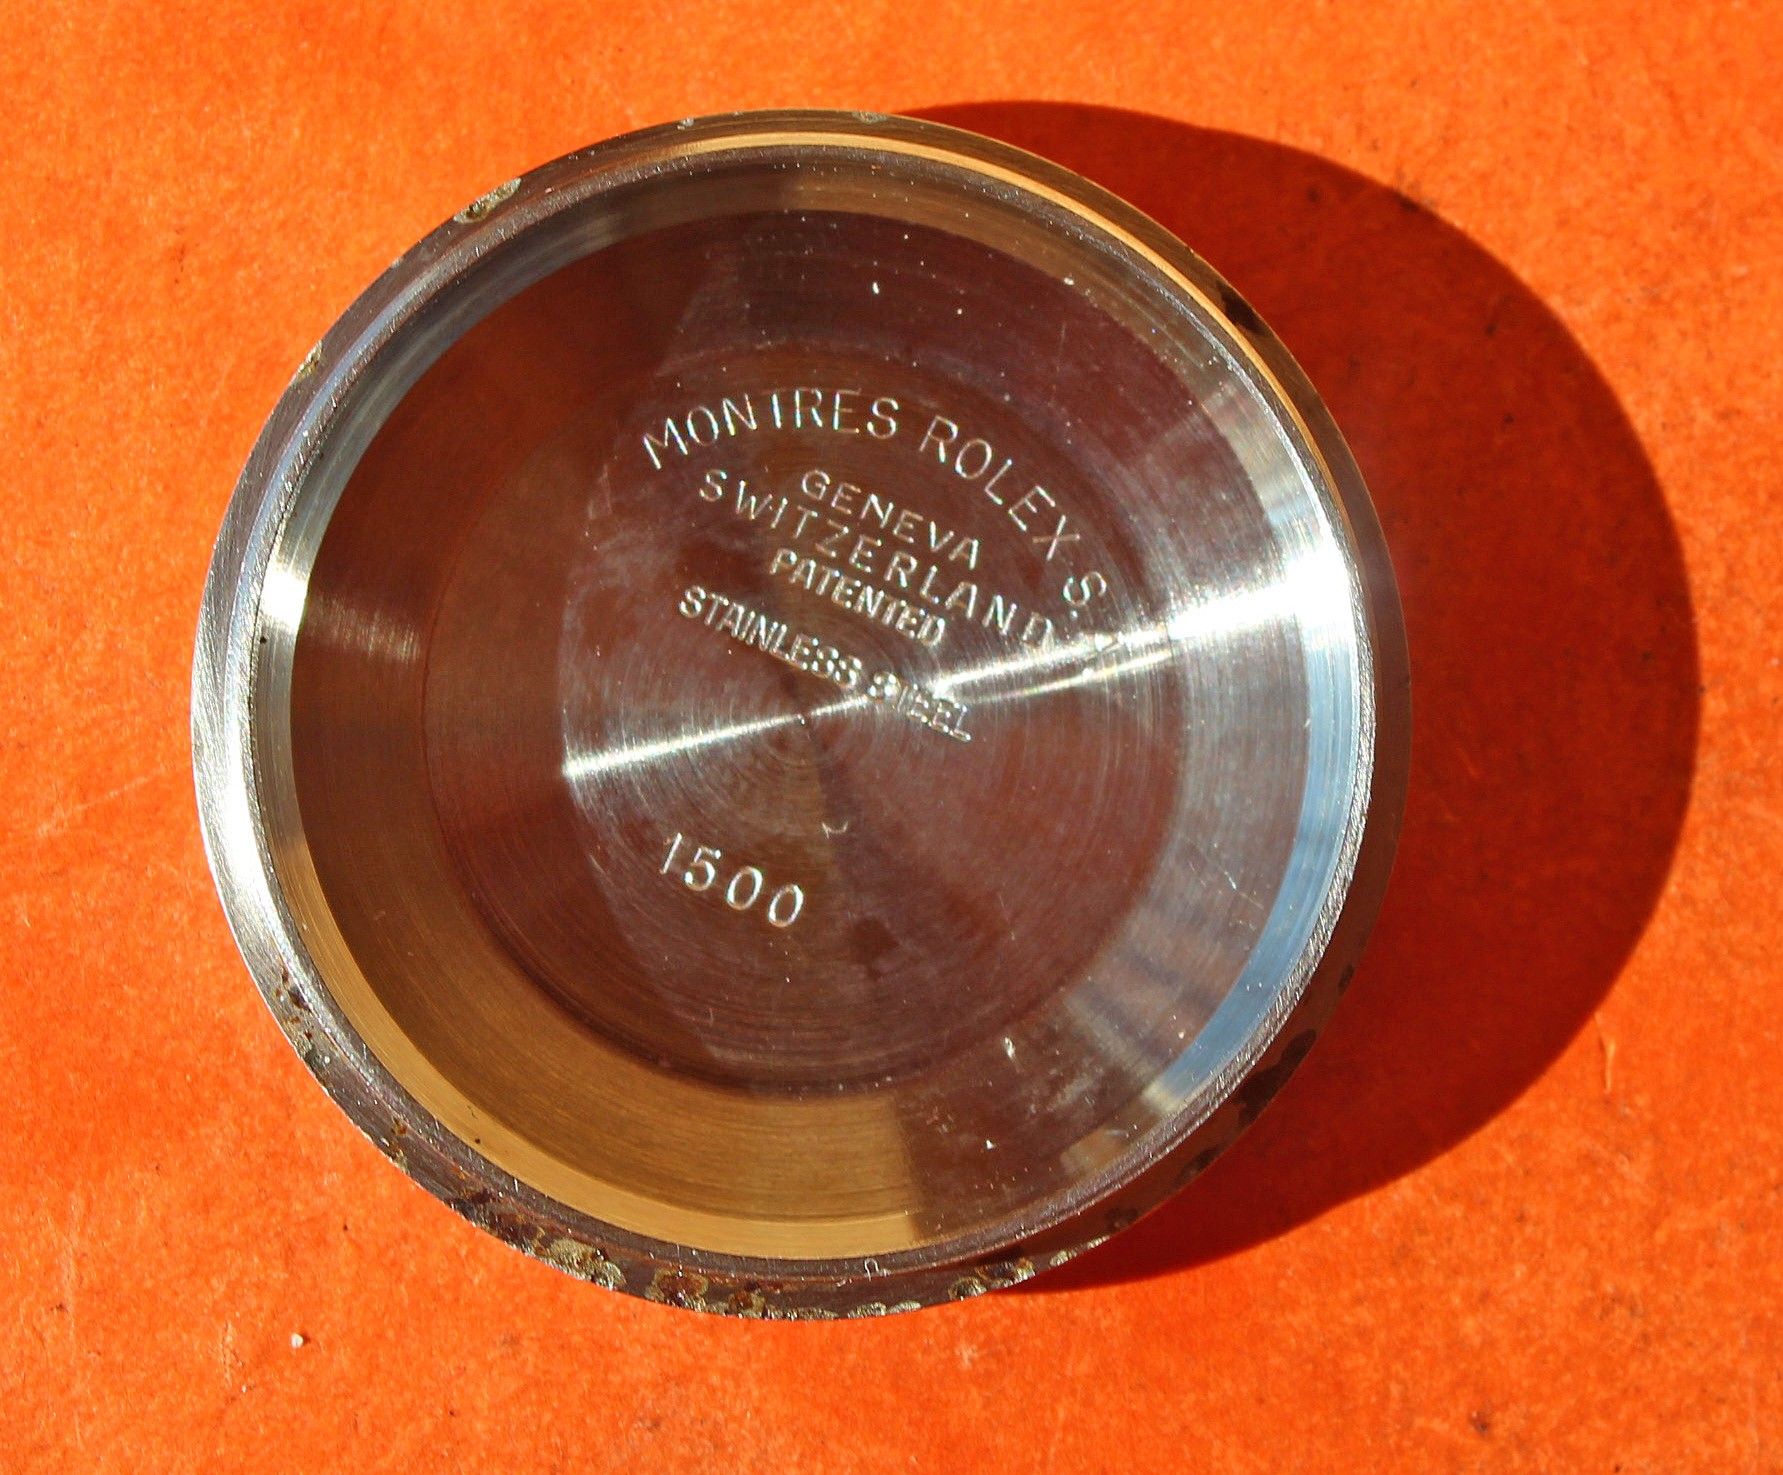 MONTRES ROLEX S.A
GENEVA
SWITZERLAND
PATENTED
STAINLESS STEEL
1500